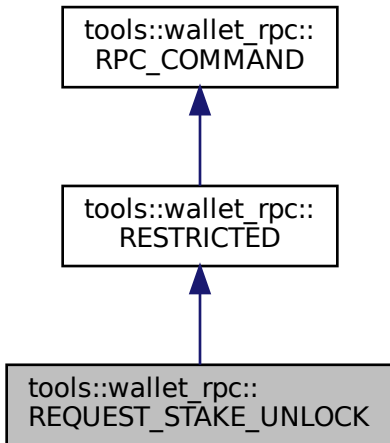 tools::wallet_rpc::
RPC_COMMAND
tools::wallet_rpc::
RESTRICTED
tools::wallet_rpc::
REQUEST_STAKE_UNLOCK